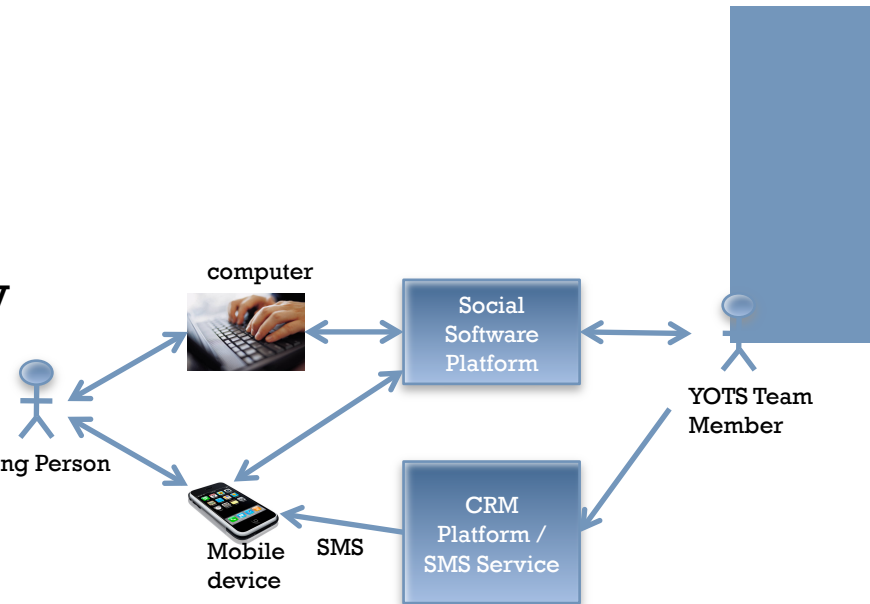 y
computer
Social
Software
Platform
YOTS Team
Member
ng Person
CRM
Platform /
SMS Service
SMS
Mobile
device